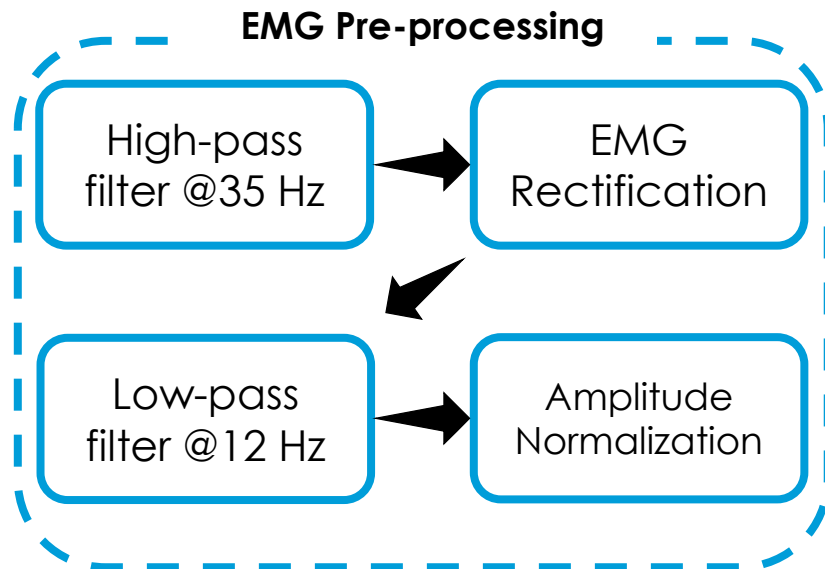 EMG Pre-processing
High-pass
filter @35 Hz
EMG
Rectification
Low-pass
filter @12 Hz
Amplitude
Normalization